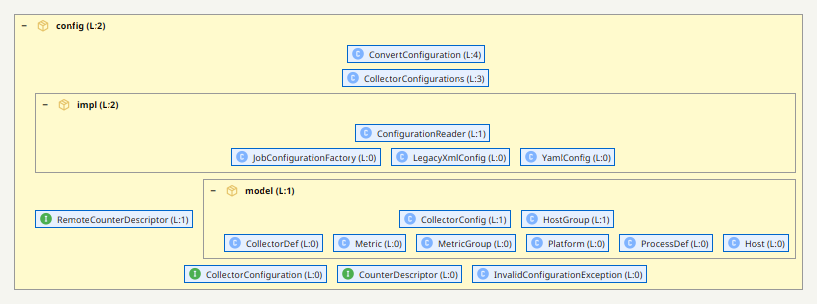 − config (L:2)
C ConvertConfiguration (L:4)
C CollectorConfigurations (L:3)
− impl (L:2)
C ConfigurationReader (L:1)
C JobConfigurationFactory (L:0) C LegacyXmlConfig (L:0) C YamlConfig (L:0)
− model (L:1)
I RemoteCounterDescriptor (L:1) C CollectorConfig (L:1) C HostGroup (L:1)
C CollectorDef (L:0) C Metric (L:0) C MetricGroup (L:0) C Platform (L:0) C ProcessDef (L:0) C Host (L:0)
I CollectorConfiguration (L:0) I CounterDescriptor (L:0) C InvalidConfigurationException (L:0)